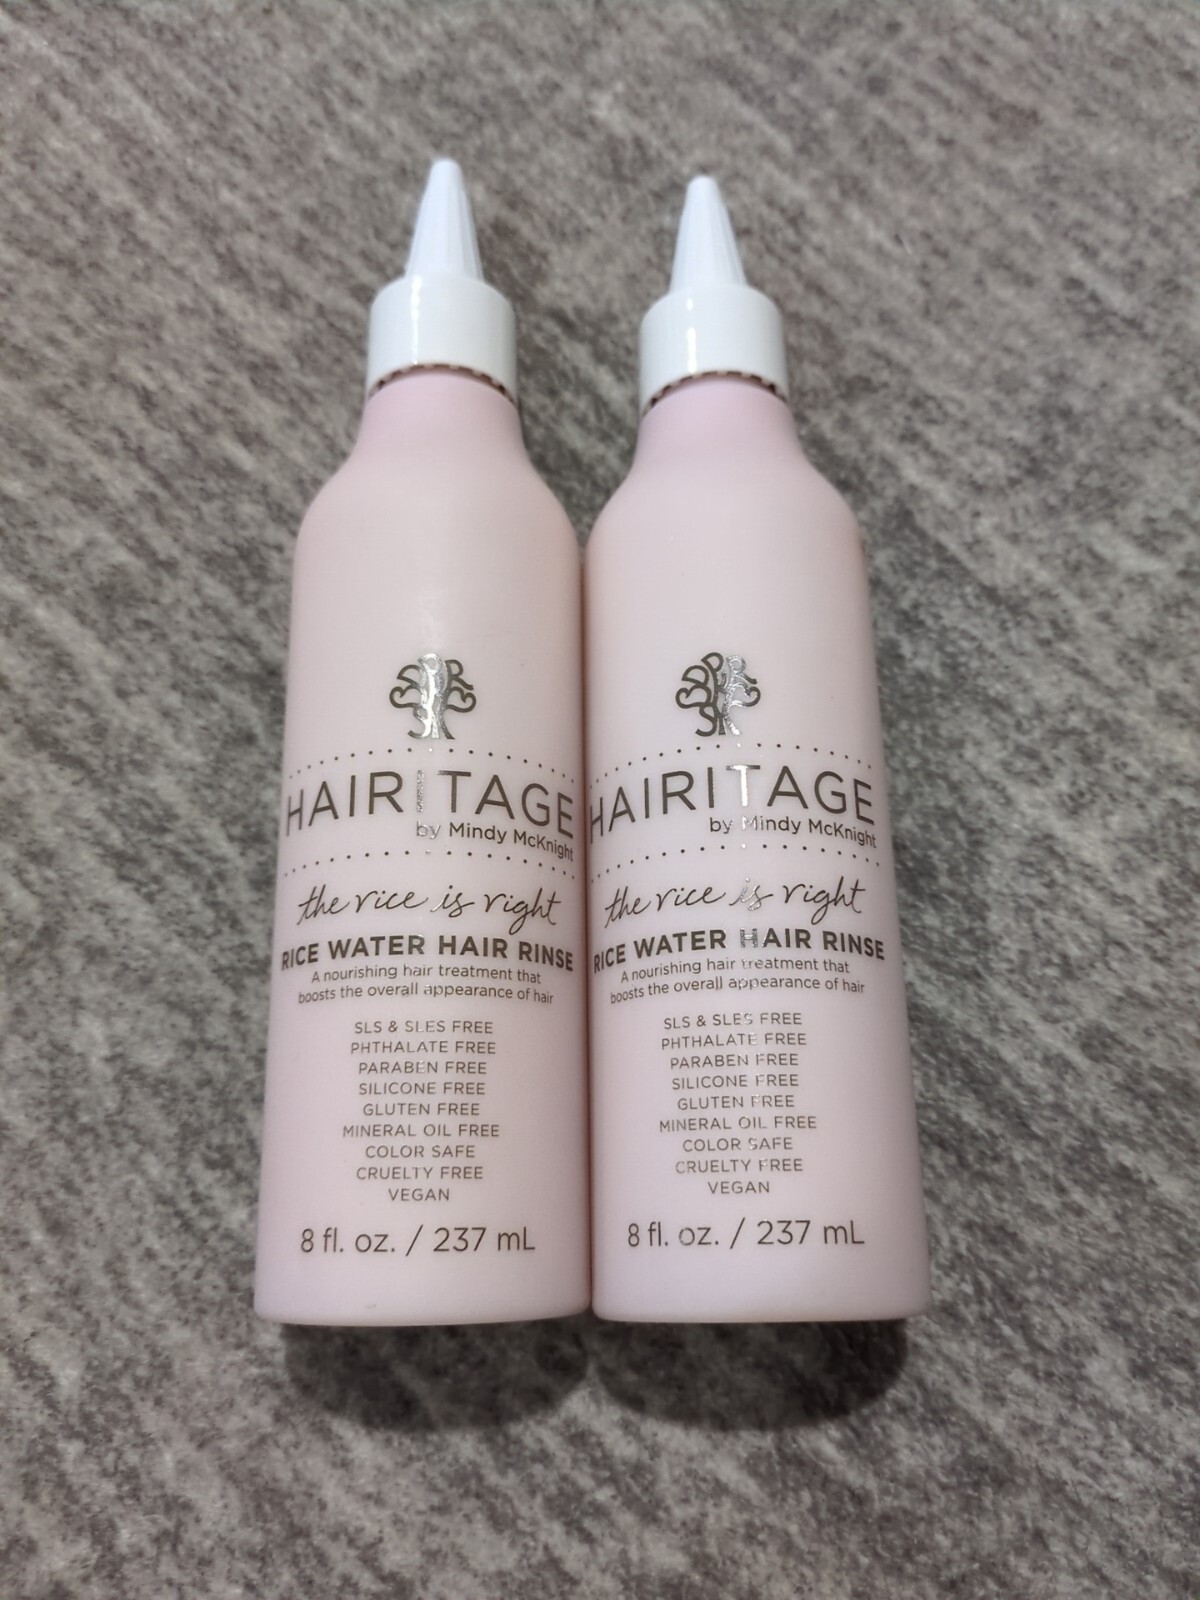 HAIRITAGE
by Mindy McKnight
the rice is right
RICE WATER HAIR RINSE
A nourishing hair treatment that
boosts the overall appearance of hair
SLS & SLES FREE
PHTHALATE FREE
PARABEN FREE
SILICONE FREE
GLUTEN FREE
MINERAL OIL FREE
COLOR SAFE
CRUELTY FREE
VEGAN
8 fl. oz. / 237 mL
HAIRITAGE
by Mindy McKnight
the rice is right
RICE WATER HAIR RINSE
A nourishing hair treatment that
boosts the overall appearance of hair
SLS & SLES FREE
PHTHALATE FREE
PARABEN FREE
SILICONE FREE
GLUTEN FREE
MINERAL OIL FREE
COLOR SAFE
CRUELTY FREE
VEGAN
8 fl. oz. / 237 mL